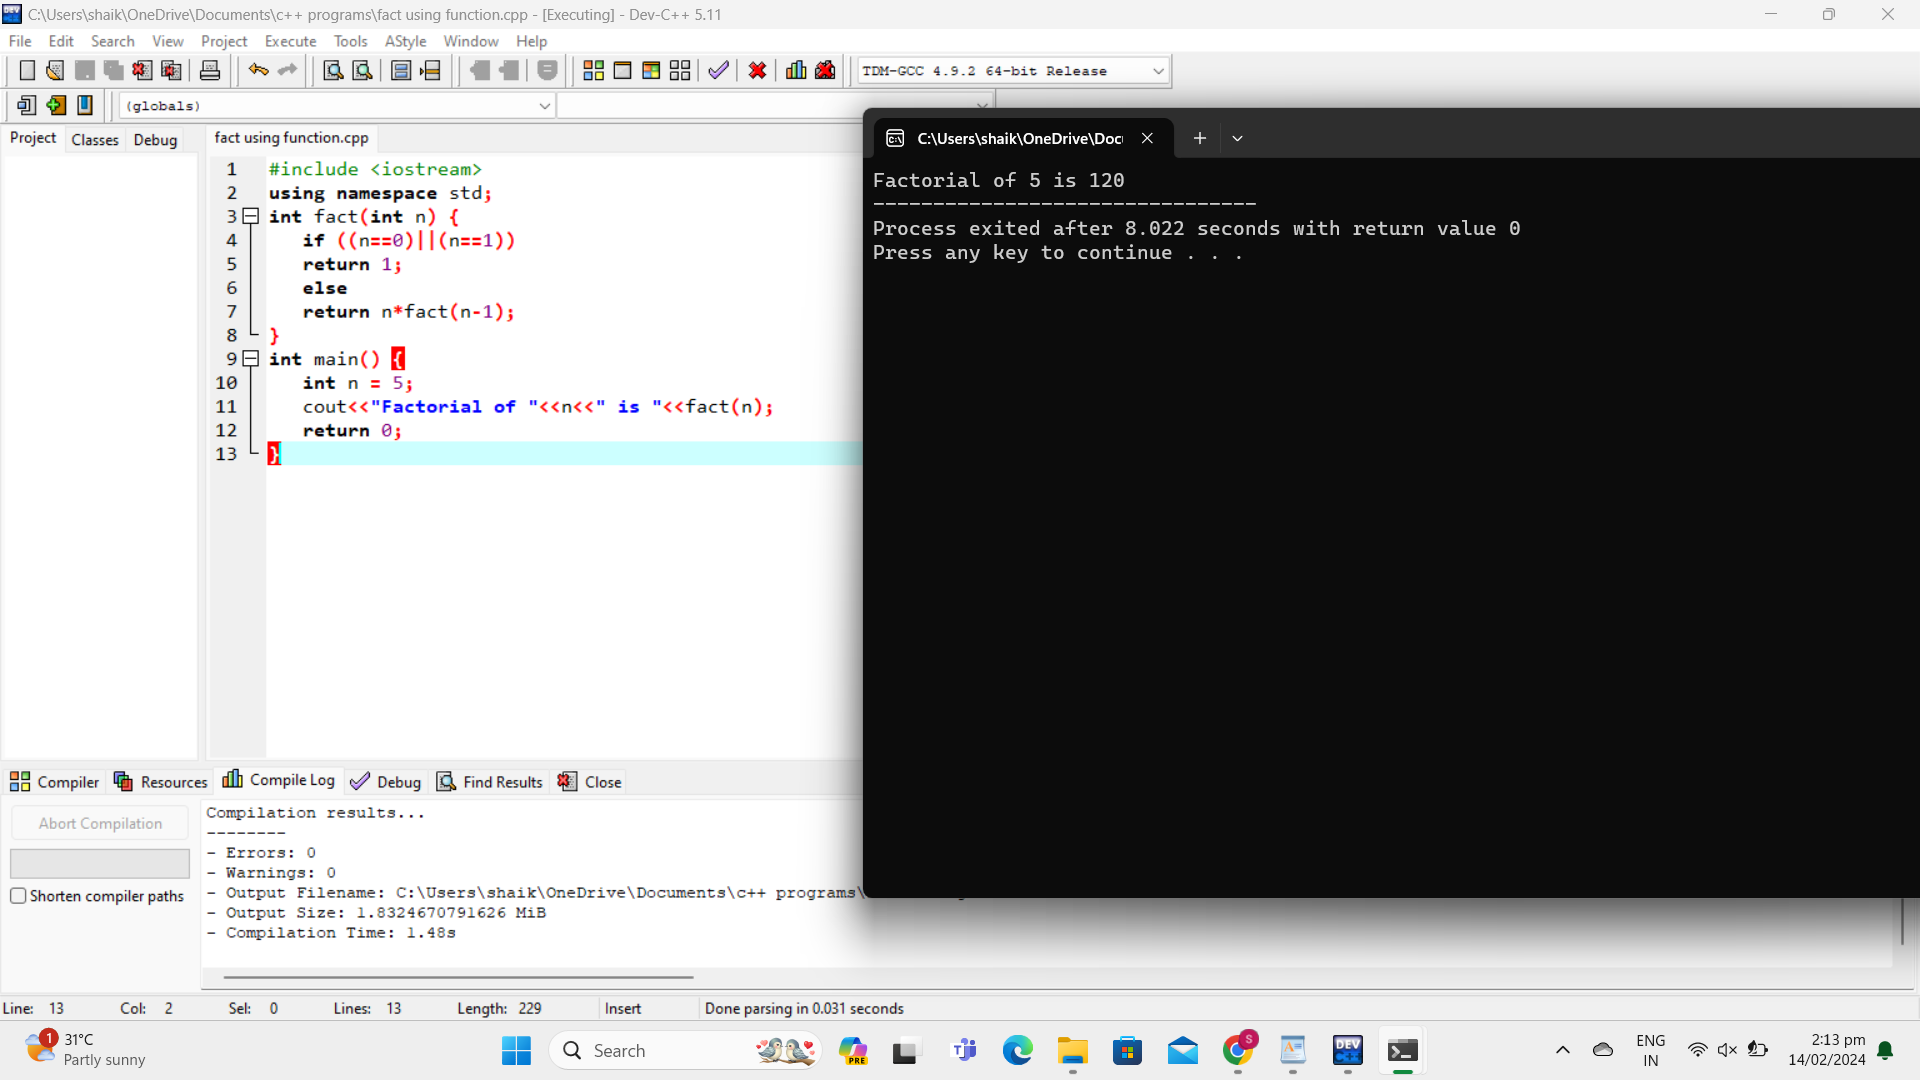 C:\Users\shaik\OneDrive\Documents\c++ programs\fact using function.cpp - [Executing] - Dev-C++ 5.11
File Edit Search View Project Execute Tools AStyle Window Help
TDM-GCC 4.9.2 64-bit Release
(globals)
Project Classes Debug
fact using function.cpp
1 #include <iostream>
2 using namespace std;
3 int fact(int n) {
4 if ((n==0)||(n==1))
5 return 1;
6 else
7 return n*fact(n-1);
8 }
9 int main() {
10 int n = 5;
11 cout<<"Factorial of "<<n<<" is "<<fact(n);
12 return 0;
13 }
C:\Users\shaik\OneDrive\Doc
Factorial of 5 is 120
--------------------------------
Process exited after 8.022 seconds with return value 0
Press any key to continue . . .
Compiler Resources Compile Log Debug Find Results Close
Abort Compilation
Shorten compiler paths
Compilation results...
--------
- Errors: 0
- Warnings: 0
- Output Filename: C:\Users\shaik\OneDrive\Documents\c++ programs\
- Output Size: 1.8324670791626 MiB
- Compilation Time: 1.48s
Line: 13 Col: 2 Sel: 0 Lines: 13 Length: 229 Insert Done parsing in 0.031 seconds
1
31°C
Partly sunny
Search
PRE
S
DEV C++
ENG
IN
2:13 pm
14/02/2024